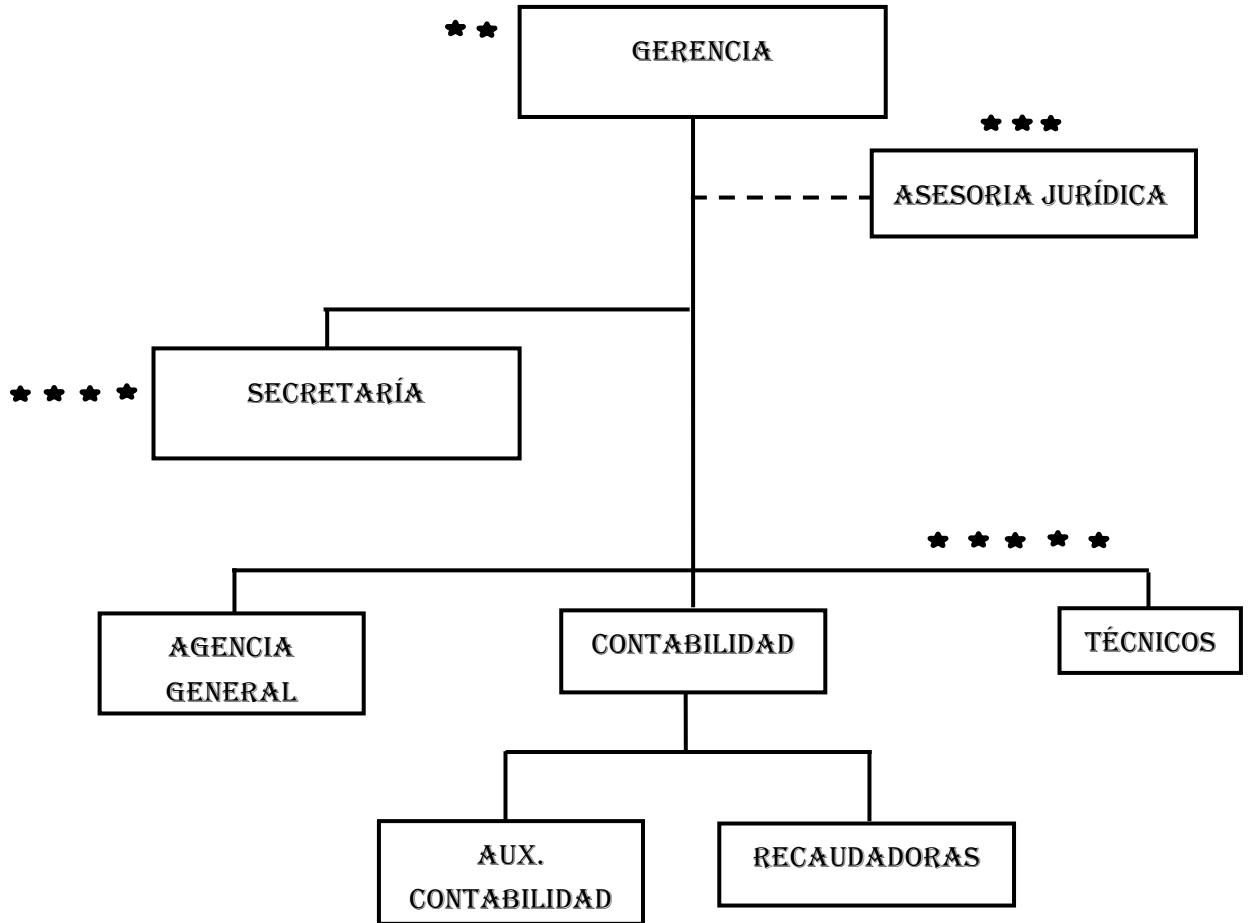 GERENCIA
ASESORIA JURÍDICA
SECRETARÍA
AGENCIA
GENERAL
CONTABILIDAD
TÉCNICOS
AUX.
CONTABILIDAD
RECAUDADORAS